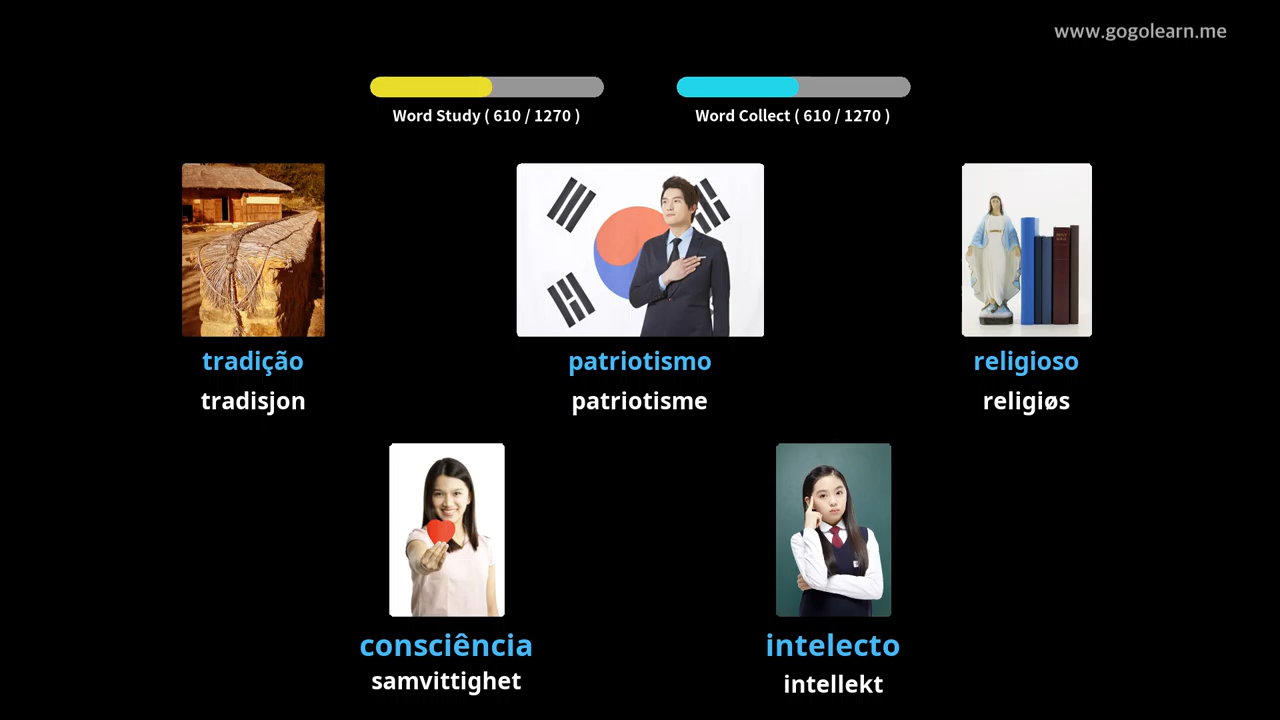 www.gogolearn.me
Word Study ( 610 / 1270 )
Word Collect ( 610 / 1270 )
tradição
patriotismo
religioso
tradisjon
patriotisme
religiøs
consciência
intelecto
samvittighet
intellekt